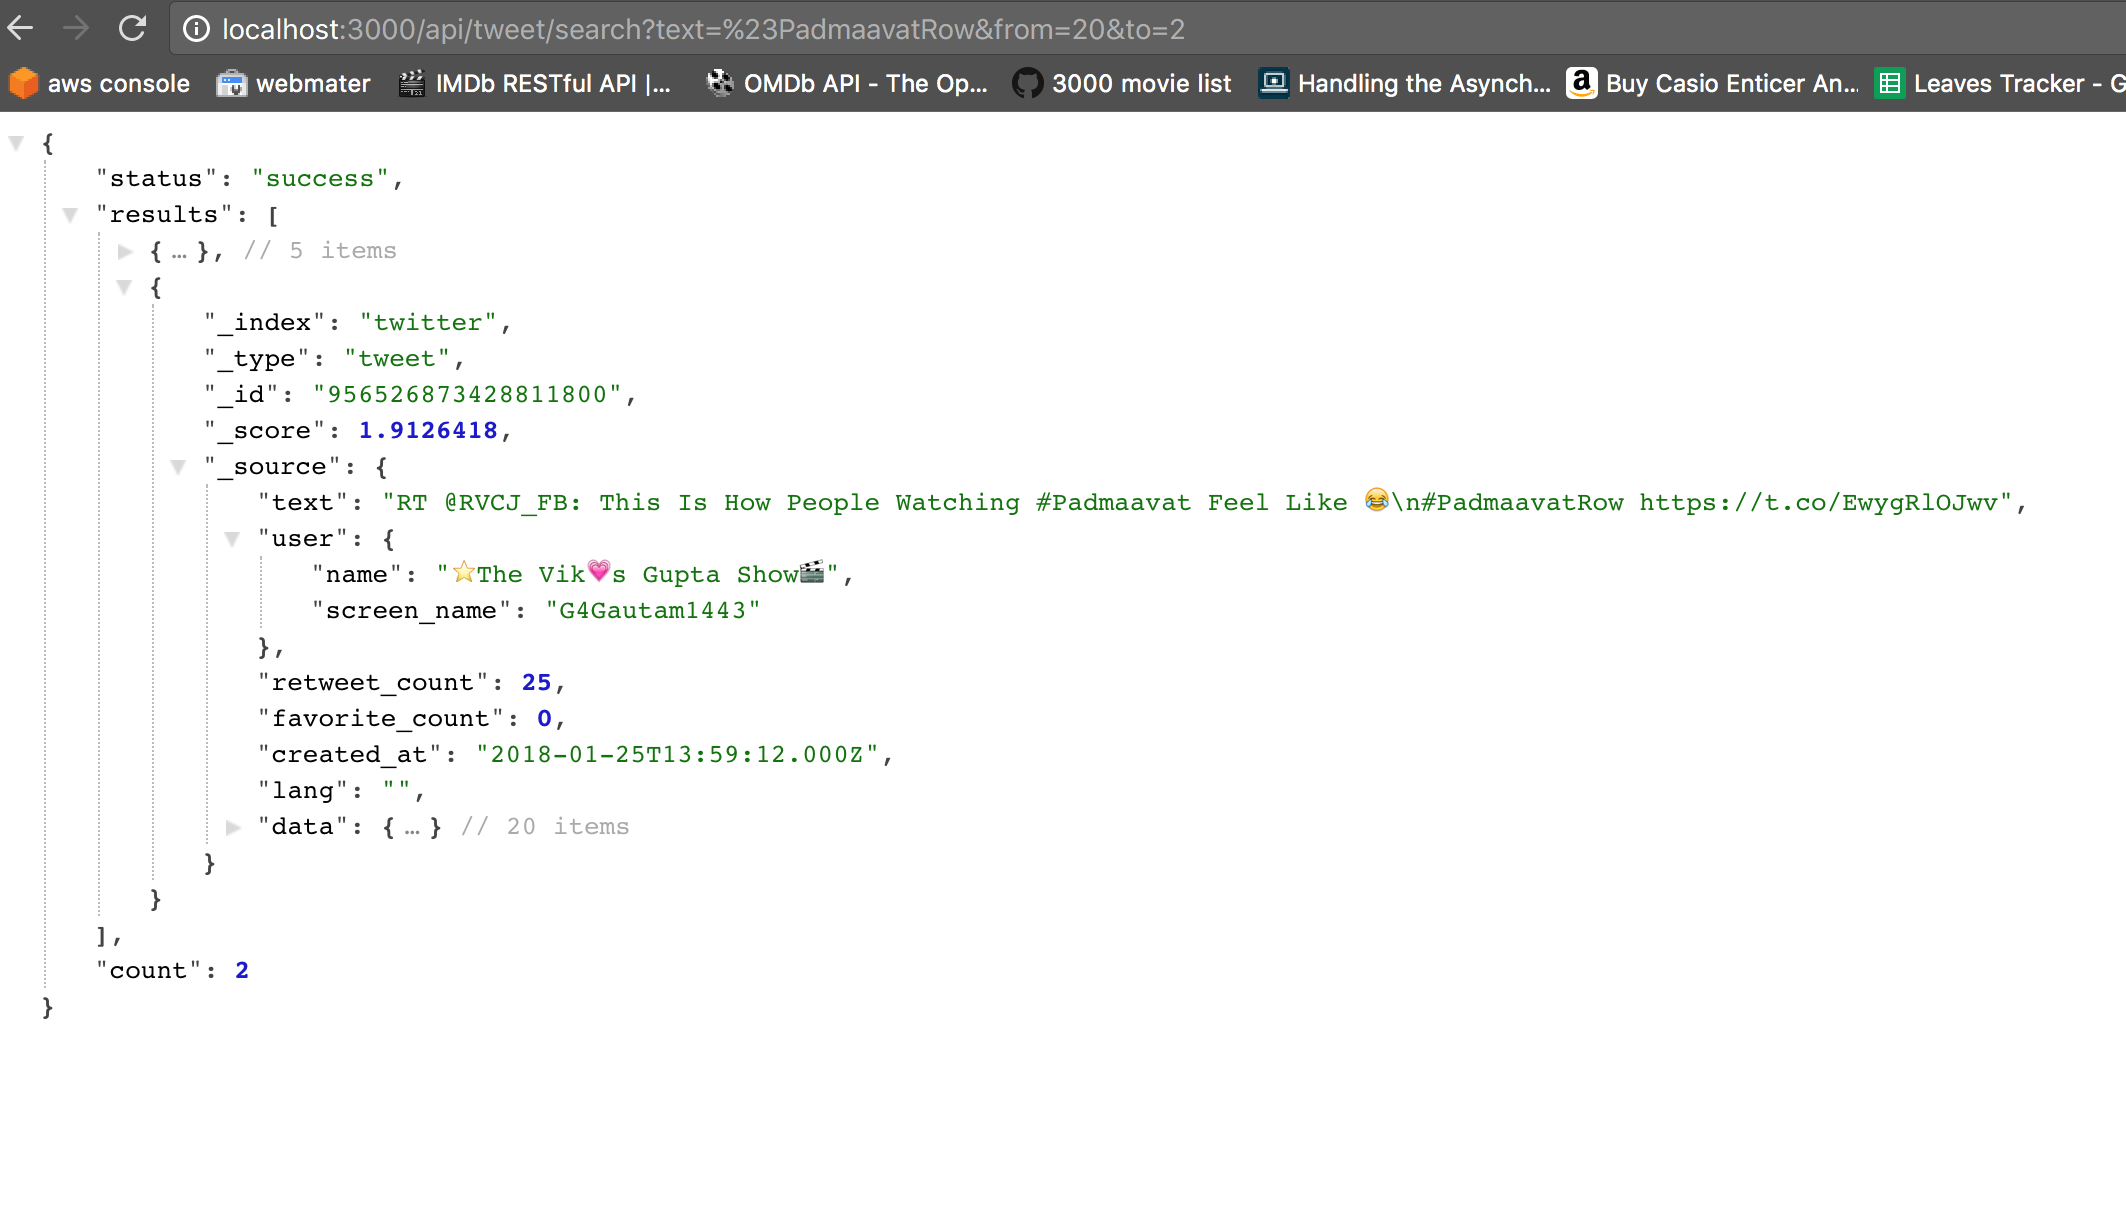 localhost:3000/api/tweet/search?text=%23PadmaavatRow&from=20&to=2
aws console webmater IMDb RESTful API |... OMDb API - The Op... 3000 movie list Handling the Asynch... Buy Casio Enticer An... Leaves Tracker - G
{
"status": "success",
"results": [
{ … }, // 5 items
{
"_index": "twitter",
"_type": "tweet",
"_id": "956526873428811800",
"_score": 1.9126418,
"_source": {
"text": "RT @RVCJ_FB: This Is How People Watching #Padmaavat Feel Like 😂\n#PadmaavatRow https://t.co/EwygRlOJwv",
"user": {
"name": "⭐The Vik💗s Gupta Show🎬",
"screen_name": "G4Gautam1443"
},
"retweet_count": 25,
"favorite_count": 0,
"created_at": "2018-01-25T13:59:12.000Z",
"lang": "",
"data": { … } // 20 items
}
}
],
"count": 2
}